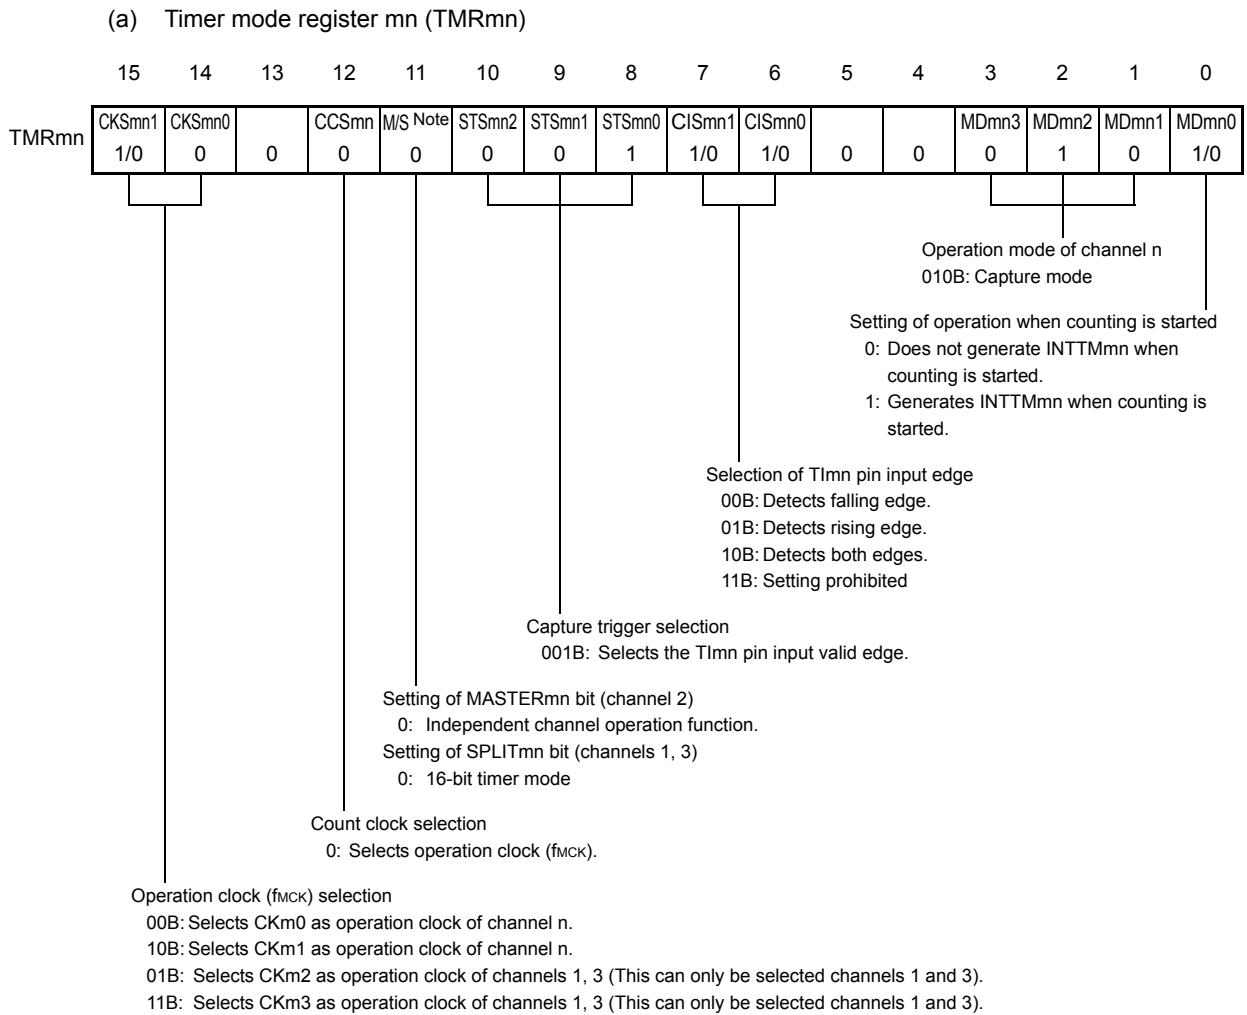 (a) Timer mode register mn (TMRmn)
15 14 13 12 11 10 9 8 7 6 5 4 3 2 1 0
TMRmn
CKSmn1 CKSmn0 CCSmn M/S Note STSmn2 STSmn1 STSmn0 CISmn1 CISmn0 MDmn3 MDmn2 MDmn1 MDmn0
1/0 0 0 0 0 0 0 1 1/0 1/0 0 0 0 1 0 1/0
Operation mode of channel n
010B: Capture mode
Setting of operation when counting is started
0: Does not generate INTTMmn when
counting is started.
1: Generates INTTMmn when counting is
started.
Selection of TImn pin input edge
00B: Detects falling edge.
01B: Detects rising edge.
10B: Detects both edges.
11B: Setting prohibited
Capture trigger selection
001B: Selects the TImn pin input valid edge.
Setting of MASTERmn bit (channel 2)
0: Independent channel operation function.
Setting of SPLITmn bit (channels 1, 3)
0: 16-bit timer mode
Count clock selection
0: Selects operation clock (fMCK).
Operation clock (fMCK) selection
00B: Selects CKm0 as operation clock of channel n.
10B: Selects CKm1 as operation clock of channel n.
01B: Selects CKm2 as operation clock of channels 1, 3 (This can only be selected channels 1 and 3).
11B: Selects CKm3 as operation clock of channels 1, 3 (This can only be selected channels 1 and 3).